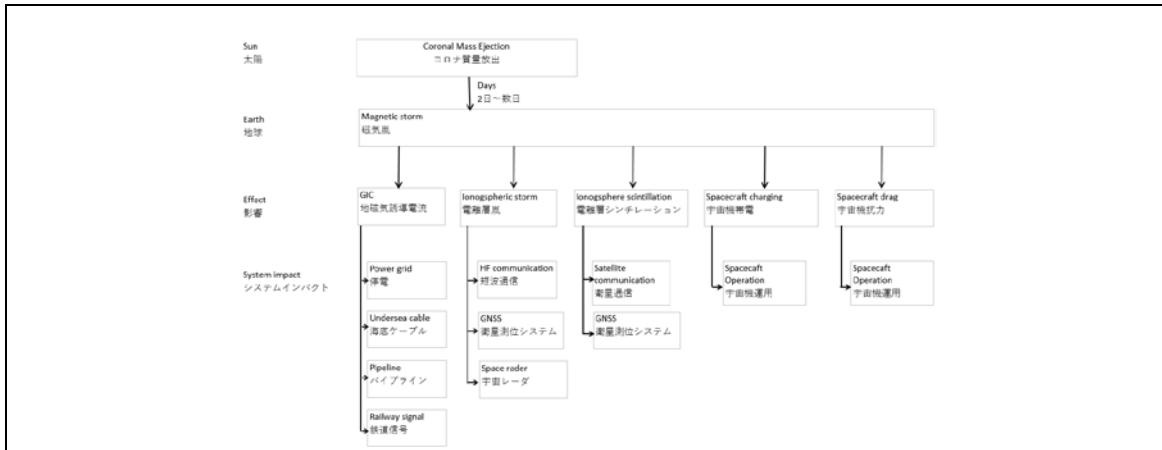 Sun
太陽
Coronal Mass Ejection
コロナ質量放出
Days
2日～数日
Earth
地球
Magnetic storm
磁気嵐
Effect
影響
GIC
地磁気誘導電流
Ionogspheric storm
電離層嵐
Ionogsphere scintillation
電離層シンチレーション
Spacecraft charging
宇宙機帯電
Spacecraft drag
宇宙機抗力
System impact
システムインパクト
Power grid
停電
HF communication
短波通信
Satellite
communication
衛星通信
Spacecaft
Operation
宇宙機運用
Spacecaft
Operation
宇宙機運用
Undersea cable
海底ケーブル
GNSS
衛星測位システム
GNSS
衛星測位システム
Pipeline
パイプライン
Space rader
宇宙レーダ
Railway signal
鉄道信号